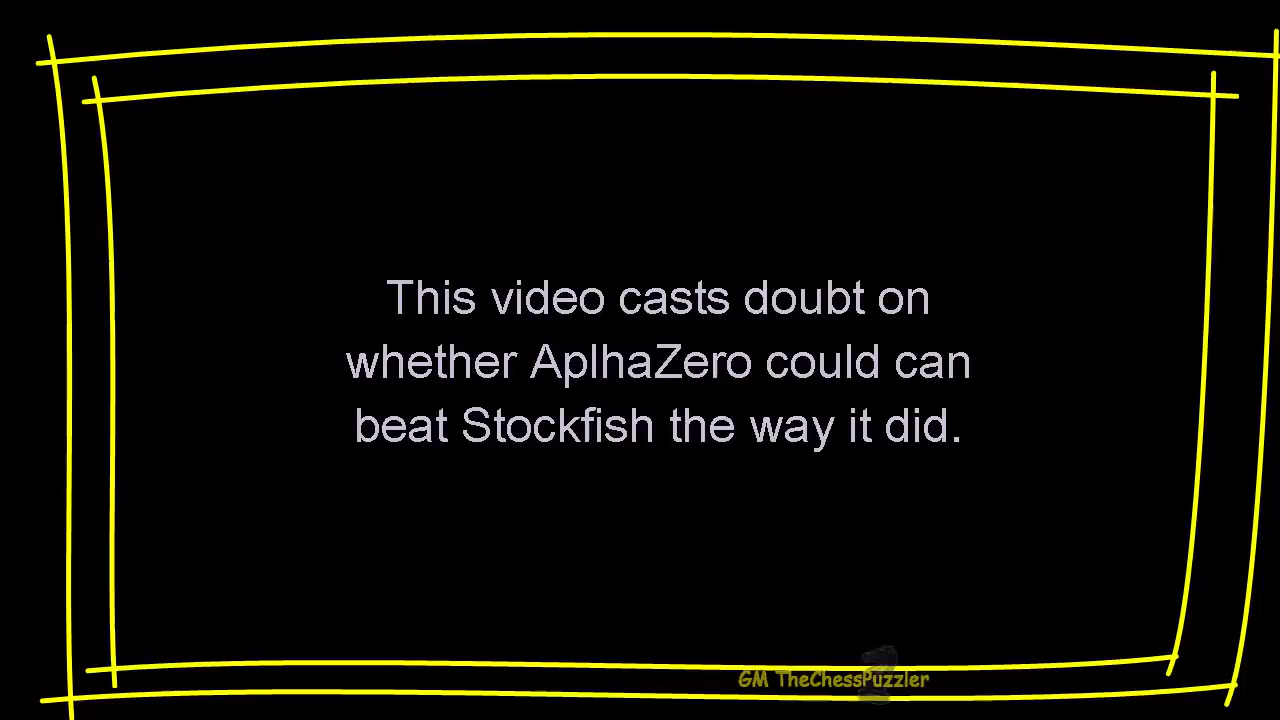 This video casts doubt on
whether AplhaZero could can
beat Stockfish the way it did.
GM TheChessPuzzler